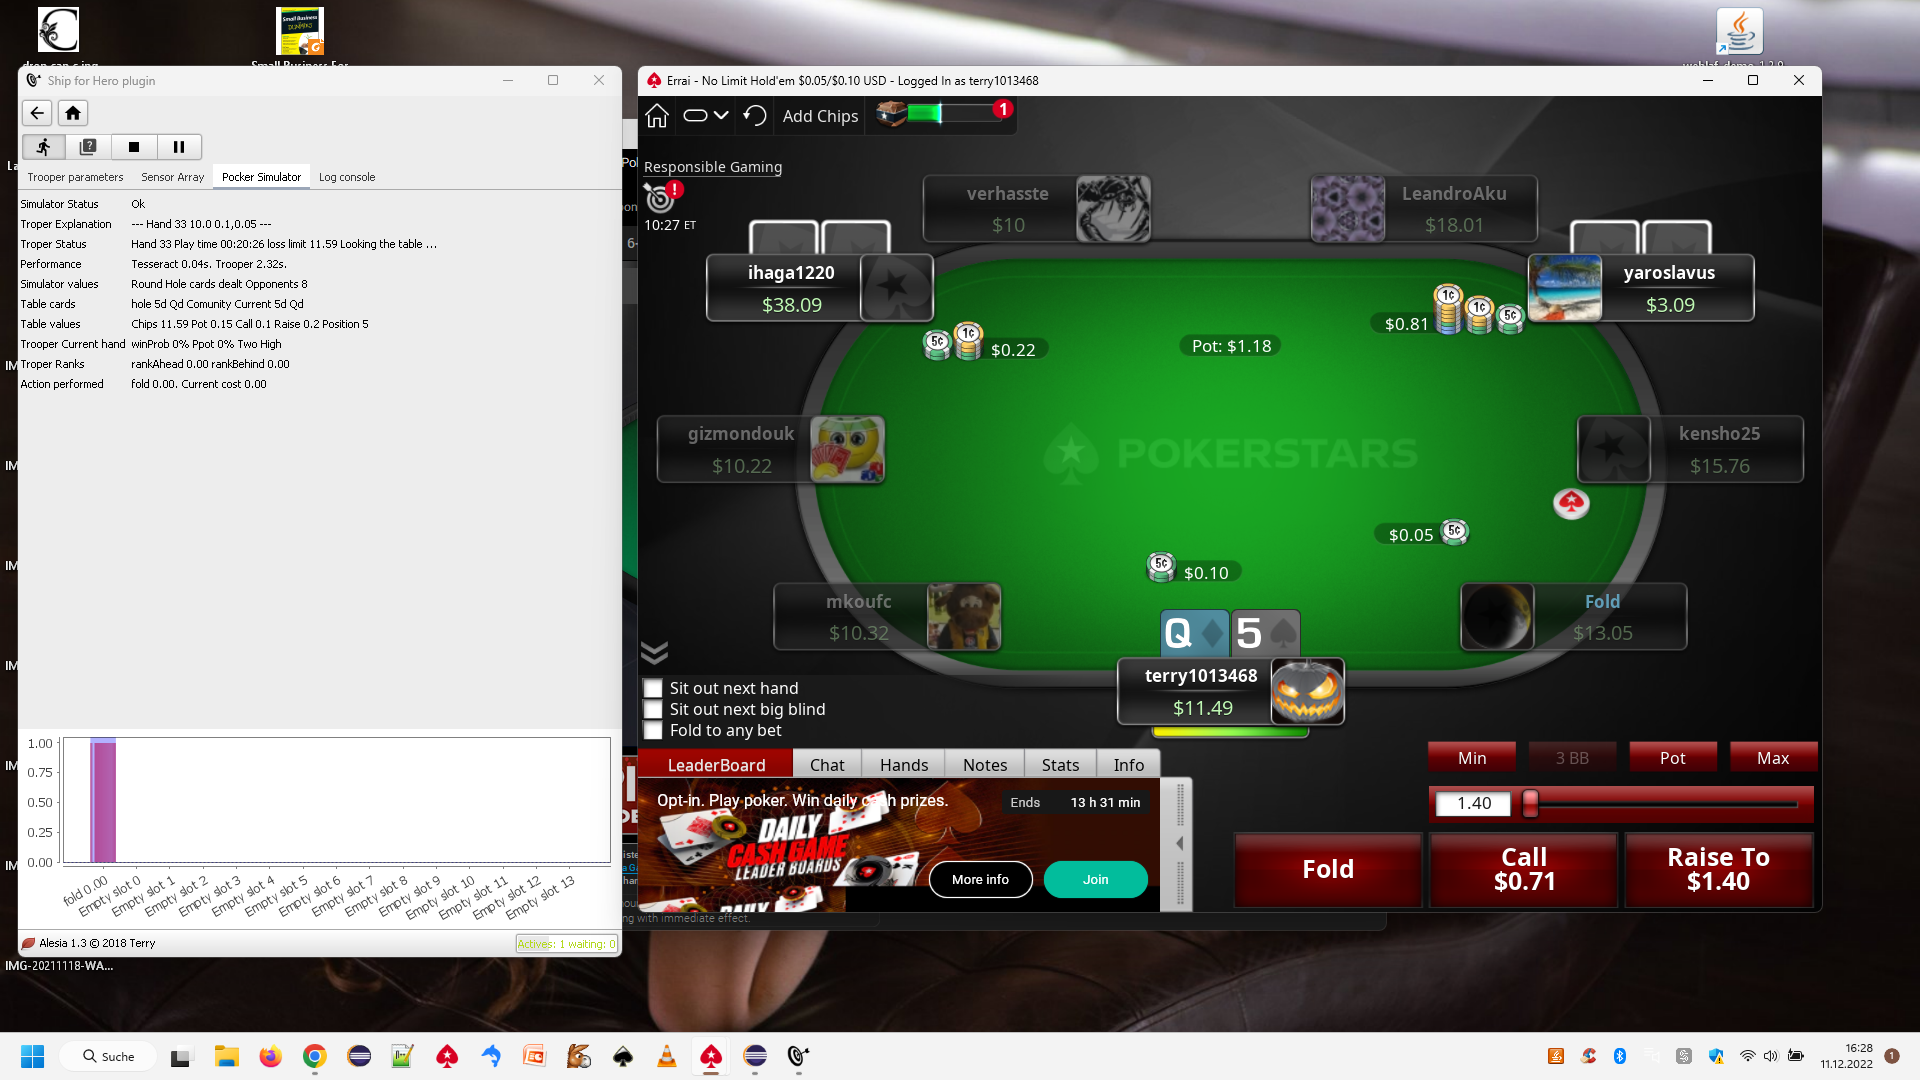 Ship for Hero plugin
Trooper parameters
Sensor Array
Pocker Simulator
Log console
Simulator Status Ok
Troper Explanation --- Hand 33 10.0 0.1,0.05 ---
Troper Status Hand 33 Play time 00:20:26 loss limit 11.59 Looking the table ...
Performance Tesseract 0.04s. Trooper 2.32s.
Simulator values Round Hole cards dealt Opponents 8
Table cards hole 5d Qd Comunity Current 5d Qd
Table values Chips 11.59 Pot 0.15 Call 0.1 Raise 0.2 Position 5
Troper Current hand winProb 0% Ppot 0% Two High
Troper Ranks rankAhead 0.00 rankBehind 0.00
Action performed fold 0.00. Current cost 0.00
1.00
0.75
0.50
0.25
0.00
fold 0.00
Empty slot 0
Empty slot 1
Empty slot 2
Empty slot 3
Empty slot 4
Empty slot 5
Empty slot 6
Empty slot 7
Empty slot 8
Empty slot 9
Empty slot 10
Empty slot 11
Empty slot 12
Empty slot 13
Alesia 1.3 © 2018 Terry
Actives: 1 waiting: 0
IMG-20211118-WA...
Errai - No Limit Hold'em $0.05/$0.10 USD - Logged In as terry1013468
Add Chips
1
Responsible Gaming
10:27 ET
verhasste
$10
LeandroAku
$18.01
ihaga1220
$38.09
yaroslavus
$3.09
$0.22
Pot: $1.18
$0.81
gizmondouk
$10.22
POKERSTARS
kensho25
$15.76
$0.05
$0.10
mkoufc
$10.32
Q 5
Fold
$13.05
terry1013468
$11.49
Sit out next hand
Sit out next big blind
Fold to any bet
LeaderBoard
Chat
Hands
Notes
Stats
Info
Opt-in. Play poker. Win daily cash prizes.
Ends 13 h 31 min
DAILY
CASH GAME
LEADER BOARDS
More info
Join
Min
3 BB
Pot
Max
1.40
Fold
Call
$0.71
Raise To
$1.40
ng with immediate effect.
Suche
16:28
11.12.2022
1